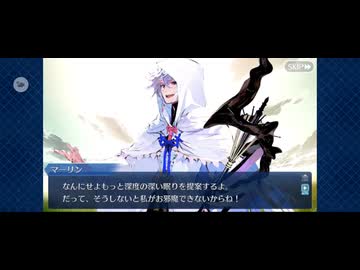 SKIP
マーリン
なんにせよもっと深度の深い眠りを提案するよ。
だって、そうしないと私がお邪魔できないからね！